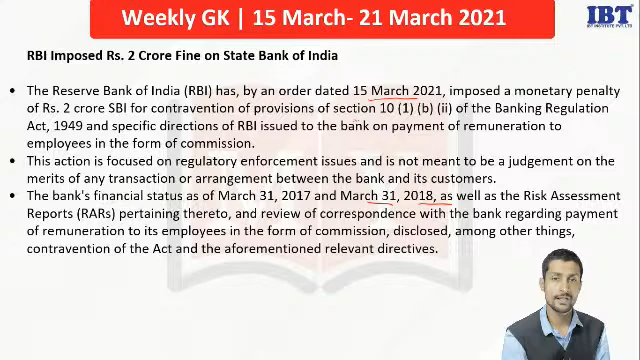 Weekly GK | 15 March- 21 March 2021
IBT
IBT INSTITUTE PVT.LTD
RBI Imposed Rs. 2 Crore Fine on State Bank of India
• The Reserve Bank of India (RBI) has, by an order dated 15 March 2021, imposed a monetary penalty
of Rs. 2 crore SBI for contravention of provisions of section 10 (1) (b) (ii) of the Banking Regulation
Act, 1949 and specific directions of RBI issued to the bank on payment of remuneration to
employees in the form of commission.
• This action is focused on regulatory enforcement issues and is not meant to be a judgement on the
merits of any transaction or arrangement between the bank and its customers.
• The bank's financial status as of March 31, 2017 and March 31, 2018, as well as the Risk Assessment
Reports (RARs) pertaining thereto, and review of correspondence with the bank regarding payment
of remuneration to its employees in the form of commission, disclosed, among other things,
contravention of the Act and the aforementioned relevant directives.